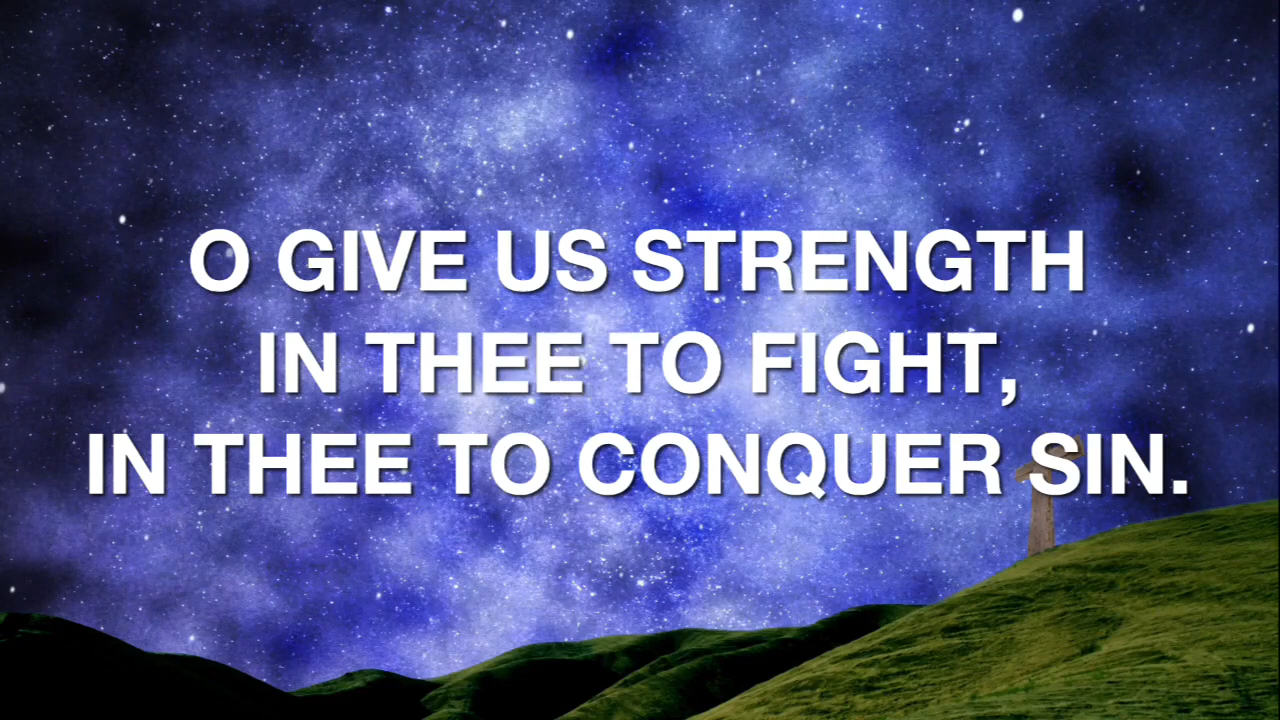 O GIVE US STRENGTH
IN THEE TO FIGHT,
IN THEE TO CONQUER SIN.